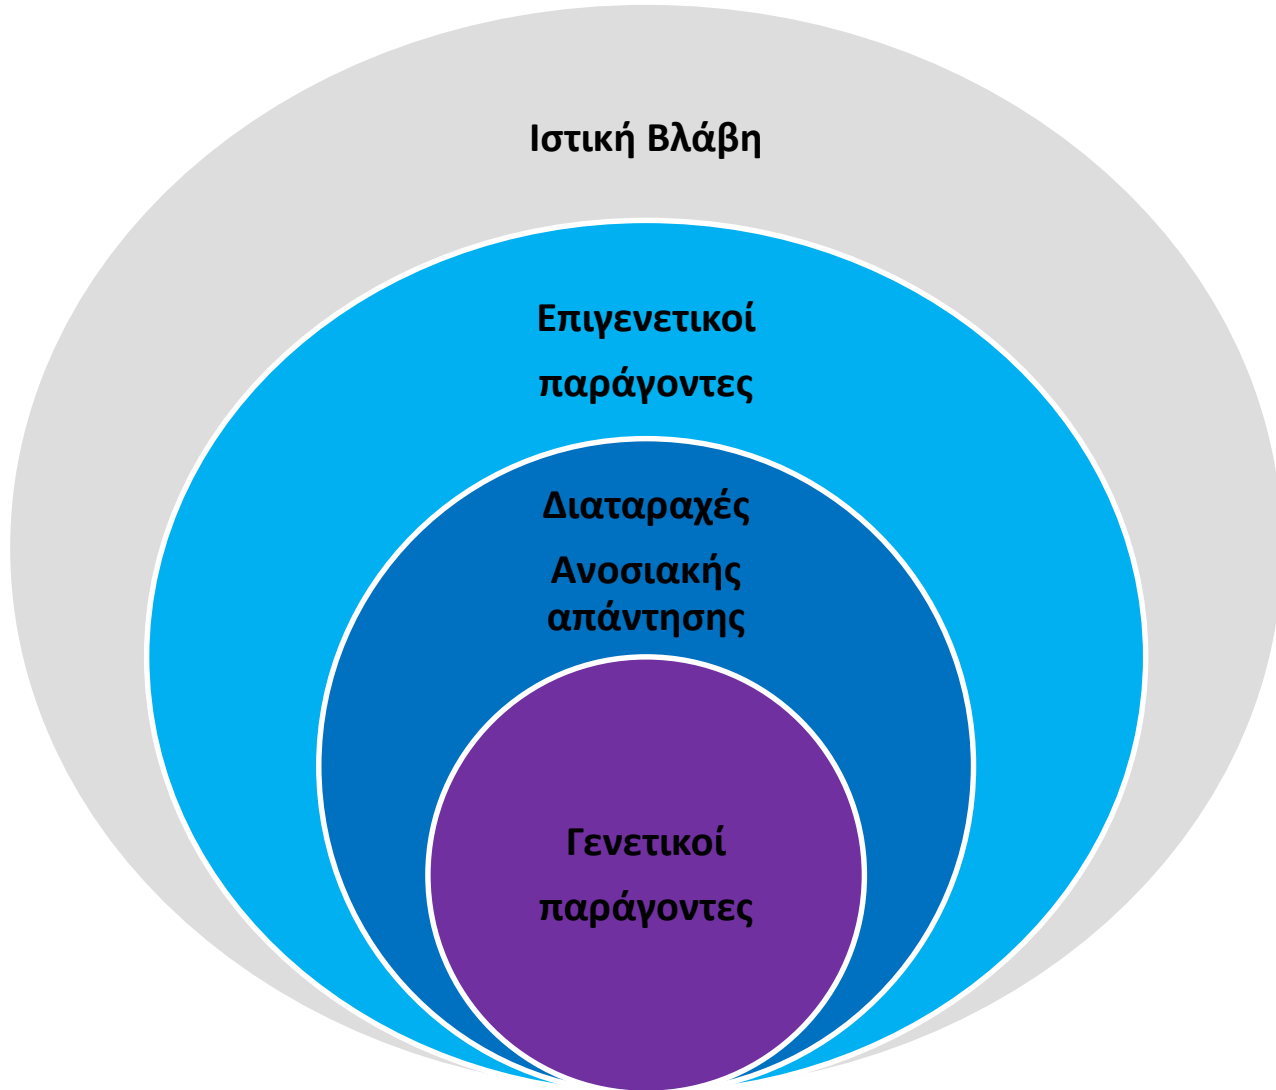 Ιστική Βλάβη
Επιγενετικοί
παράγοντες
Διαταραχές
Ανοσιακής
απάντησης
Γενετικοί
παράγοντες